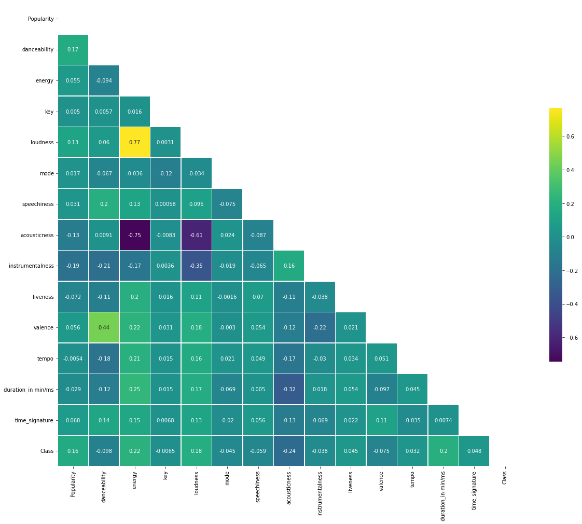 Popularity
danceability 0.17
energy 0.055 -0.094
key 0.005 0.0057 0.016
loudness 0.13 0.06 0.77 0.0031
mode 0.017 -0.067 -0.036 -0.12 -0.034
speechiness 0.031 0.2 0.13 0.00058 0.091 -0.075
acousticness -0.13 0.0091 -0.75 -0.0083 -0.61 0.024 -0.087
instrumentalness -0.19 -0.21 -0.17 0.0036 -0.35 -0.019 -0.065 0.16
liveness -0.072 -0.11 0.2 0.016 0.11 -0.0016 0.07 -0.11 -0.038
valence 0.056 0.44 0.22 0.031 0.18 -0.003 0.054 -0.12 -0.22 0.021
tempo -0.0054 -0.18 0.21 0.015 0.16 0.021 0.049 -0.17 -0.03 0.034 0.051
duration_in min/ms -0.029 -0.12 0.25 0.015 0.17 -0.069 0.005 -0.32 0.018 0.054 -0.097 0.045
time_signature 0.068 0.14 0.15 0.0068 0.13 -0.02 0.056 -0.13 -0.069 0.022 0.11 -0.035 0.0074
Class 0.16 -0.098 0.22 -0.0065 0.18 -0.045 -0.059 -0.24 -0.038 0.045 -0.075 0.032 0.2 0.043
Popularity danceability energy key loudness mode speechiness acousticness instrumentalness liveness valence tempo duration_in min/ms time_signature Class
0.6
0.4
0.2
0.0
−0.2
−0.4
−0.6